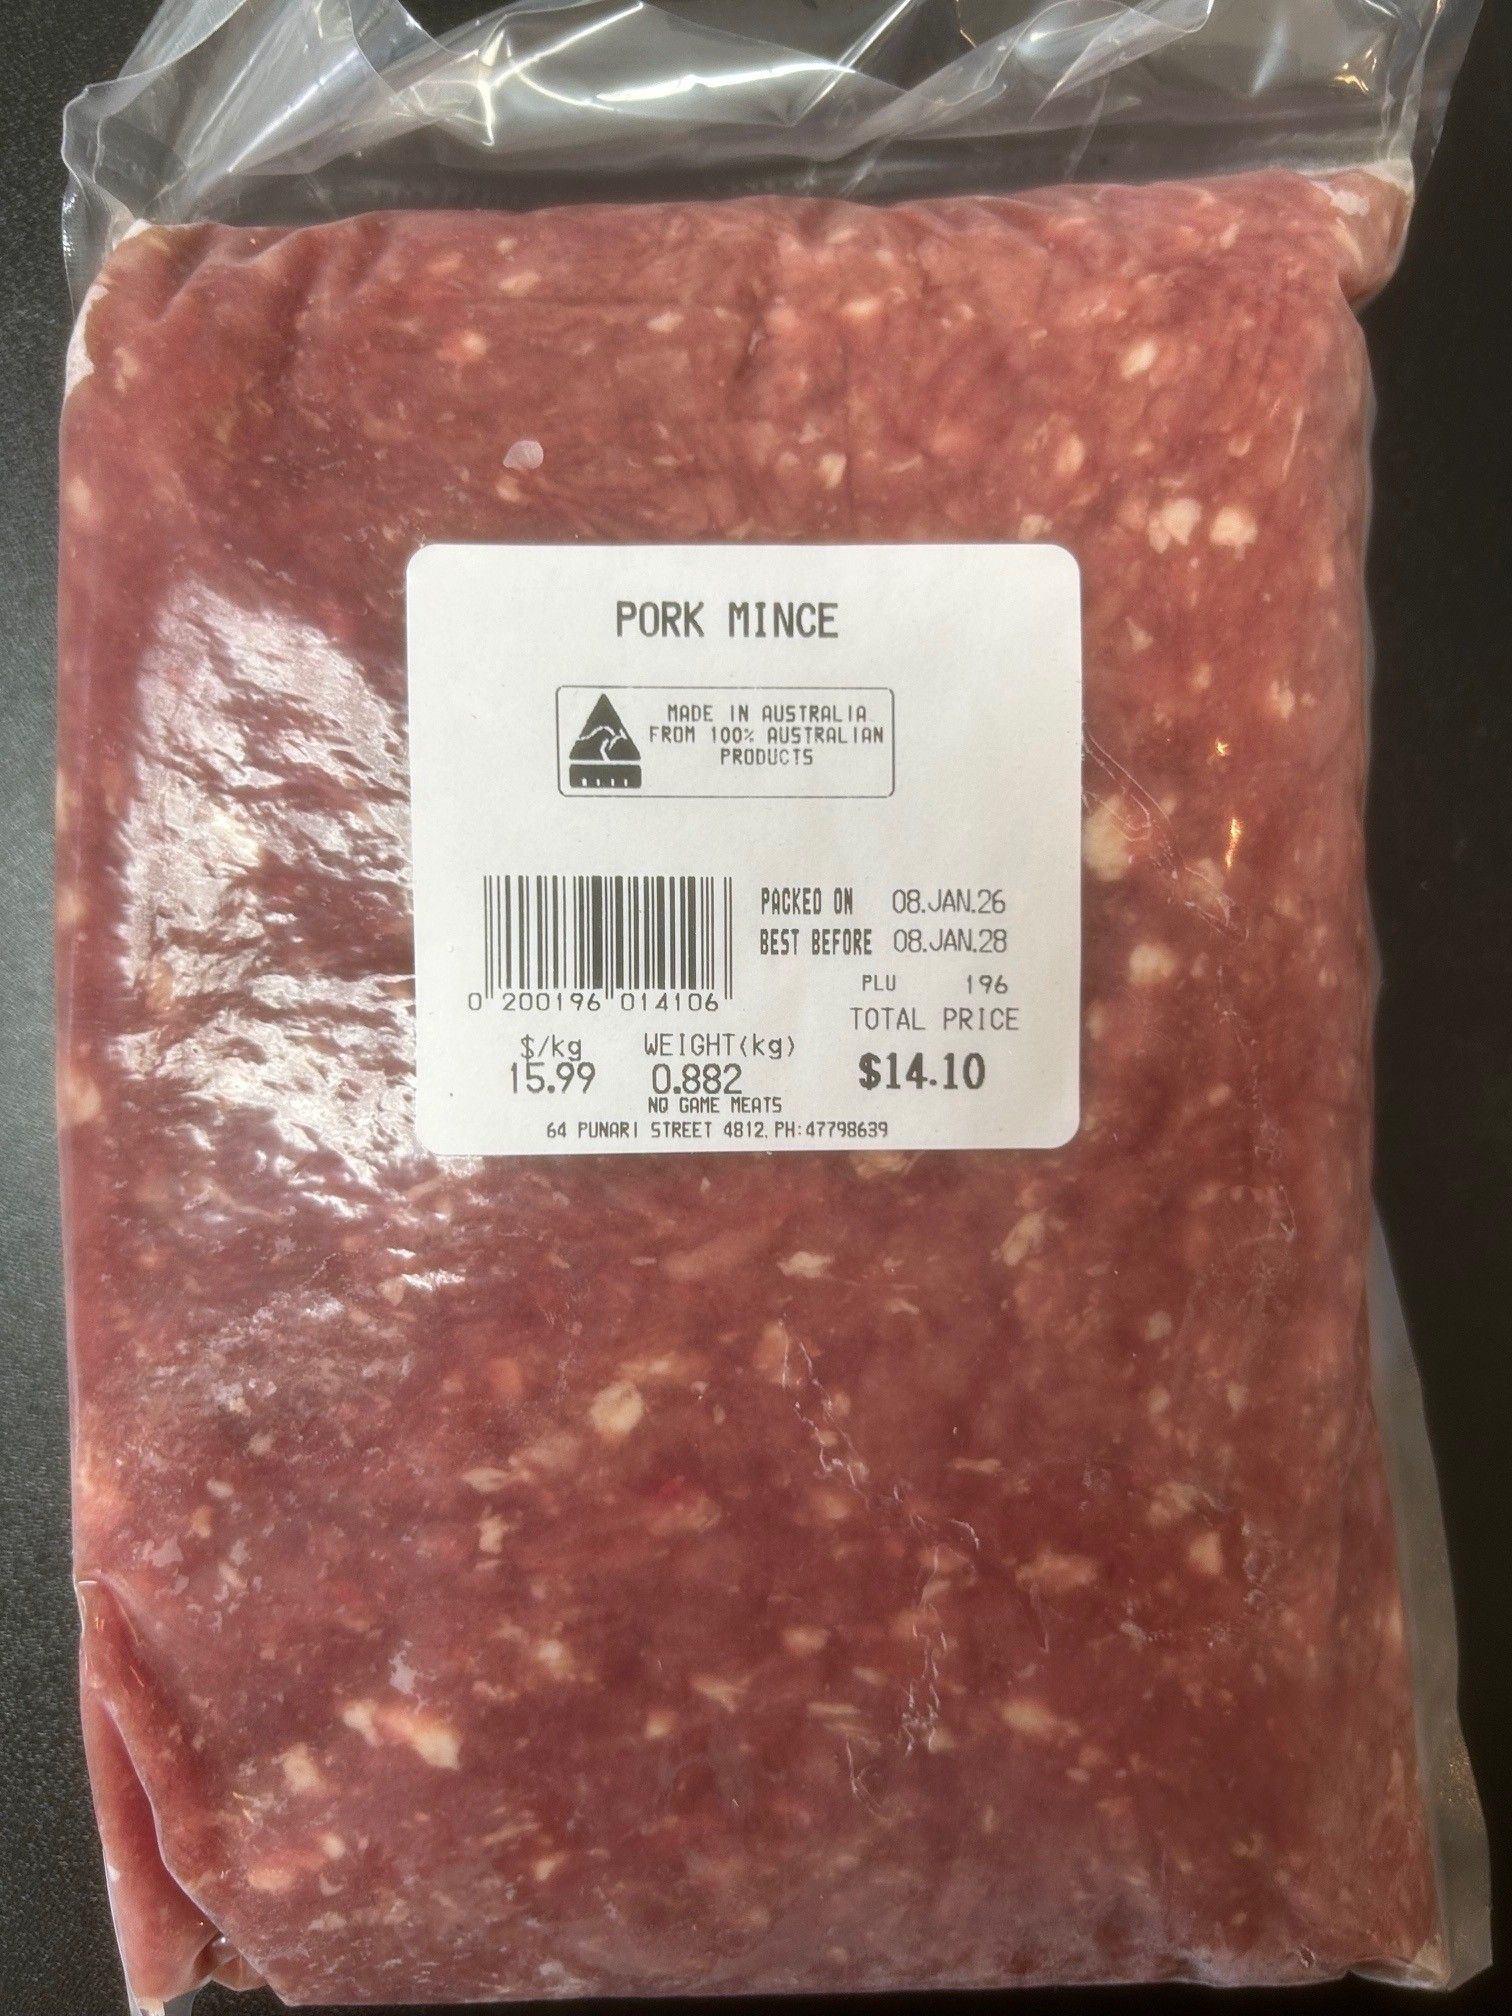 PORK MINCE
MADE IN AUSTRALIA
FROM 100% AUSTRALIAN
PRODUCTS
PACKED ON 08.JAN.26
BEST BEFORE 08.JAN.28
PLU 196
0 200196 014106
TOTAL PRICE
$/kg WEIGHT(kg)
15.99 0.882 $14.10
NO GAME MEATS
64 PUNARI STREET 4812, PH:47798639